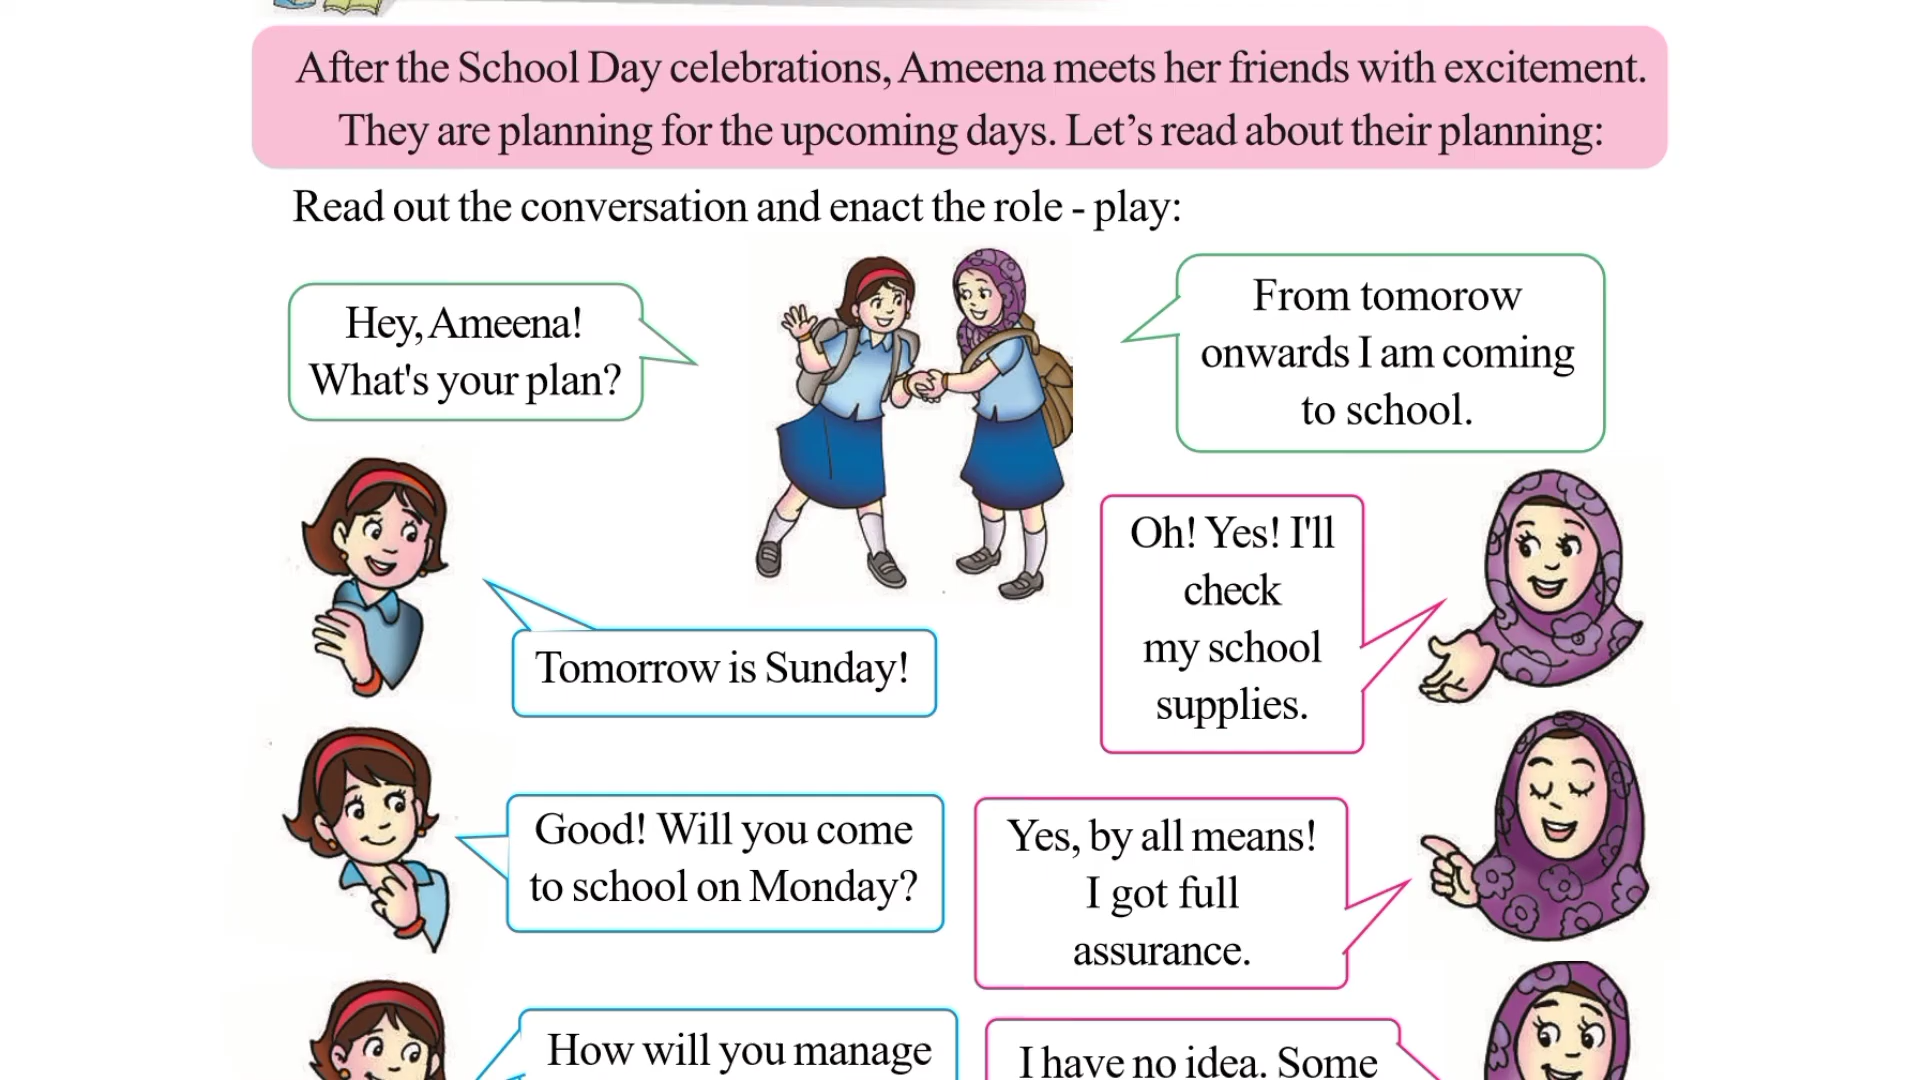 After the School Day celebrations, Ameena meets her friends with excitement.
They are planning for the upcoming days. Let’s read about their planning:
Read out the conversation and enact the role - play:
Hey, Ameena!
What's your plan?
From tomorow
onwards I am coming
to school.
Tomorrow is Sunday!
Oh! Yes! I'll
check
my school
supplies.
Good! Will you come
to school on Monday?
Yes, by all means!
I got full
assurance.
How will you manage
I have no idea. Some